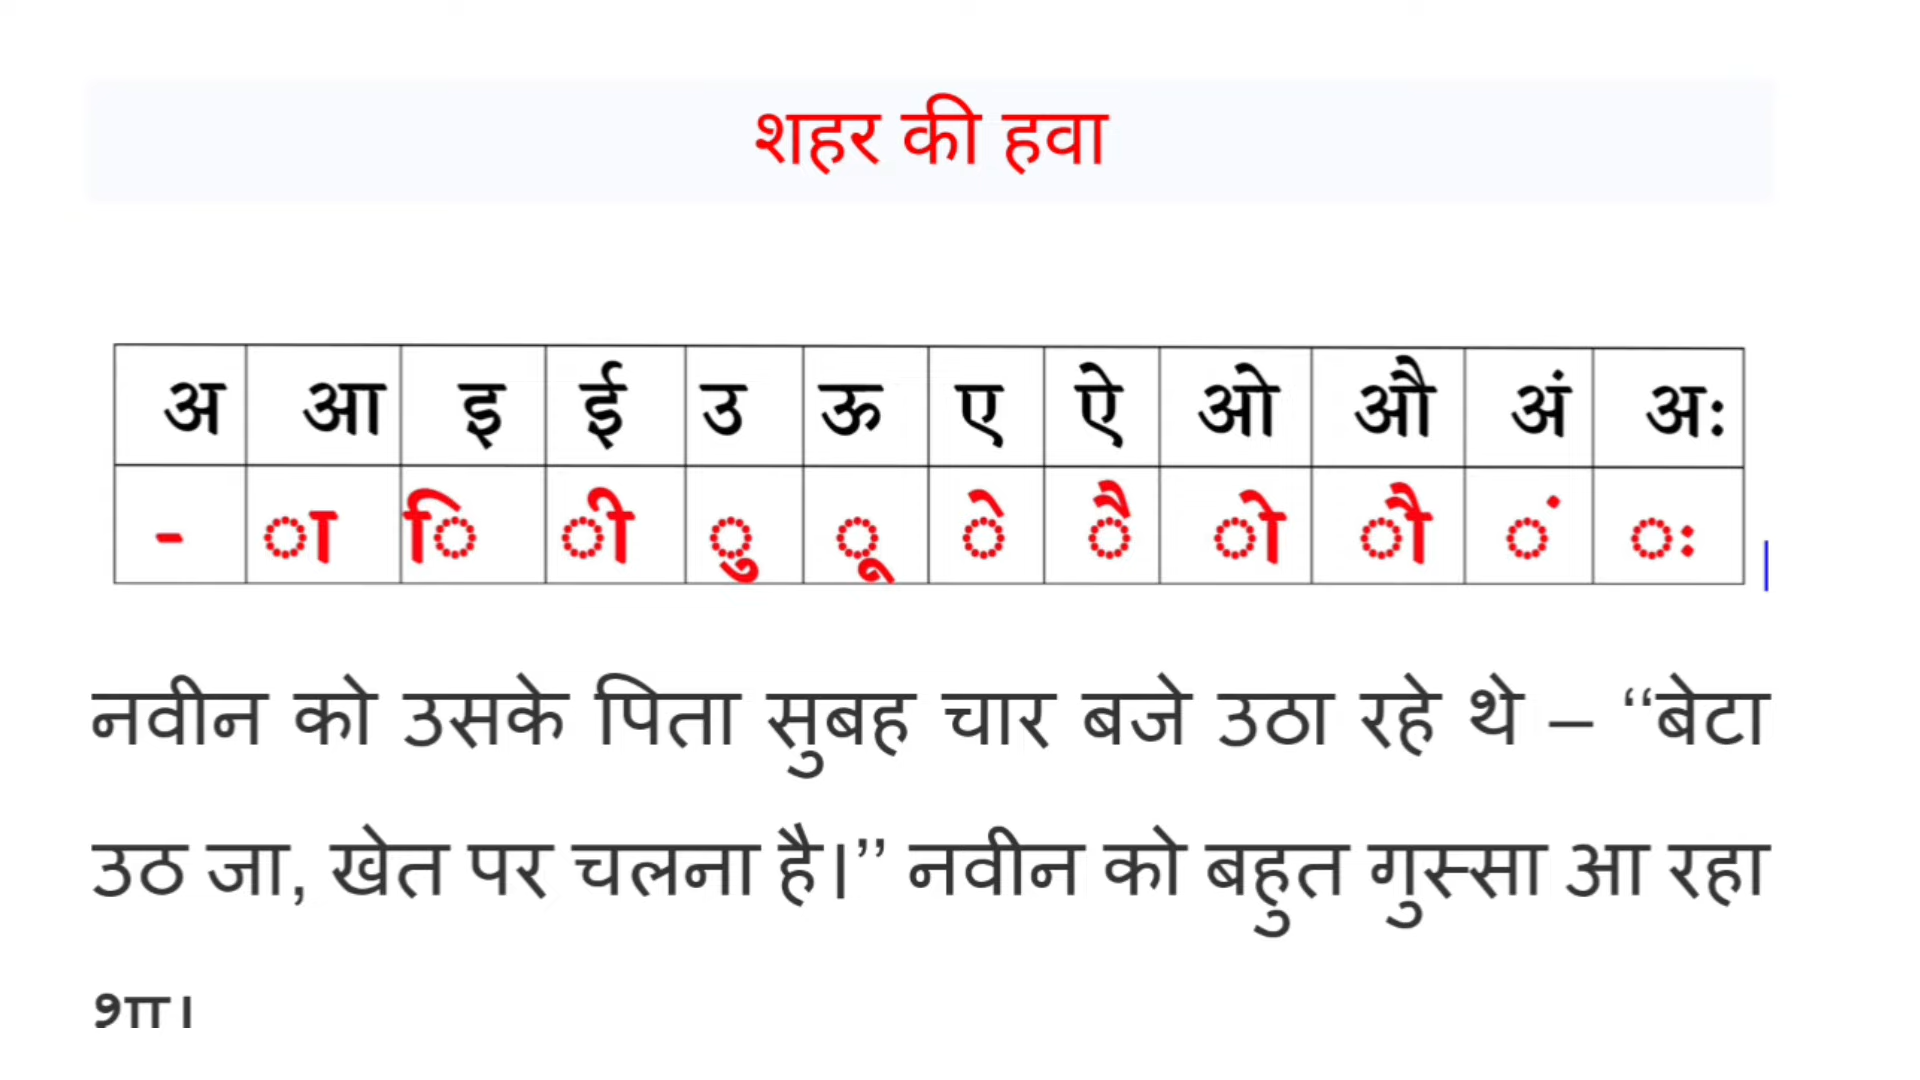 शहर की हवा
अ आ इ ई उ ऊ ए ऐ ओ औ अं अः
- ा ि ी ु ू े ै ो ौ ं ः
नवीन को उसके पिता सुबह चार बजे उठा रहे थे – “बेटा
उठ जा, खेत पर चलना है।” नवीन को बहुत गुस्सा आ रहा
था।